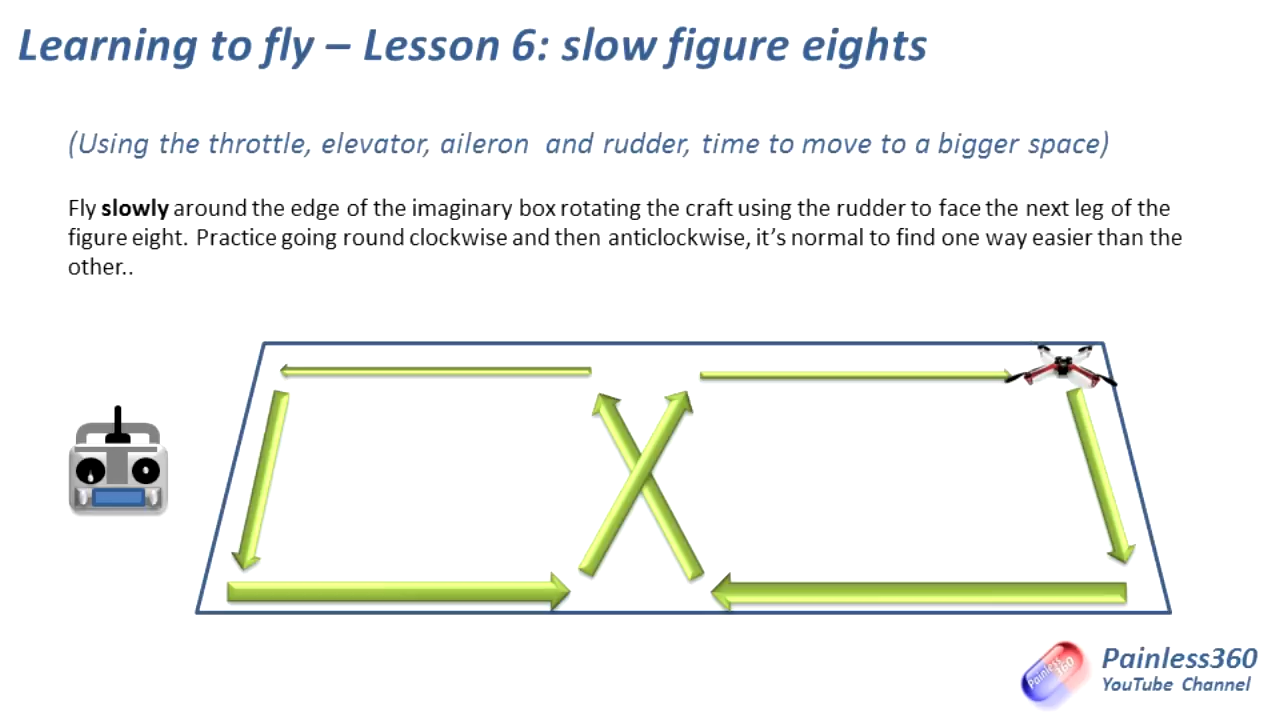 Learning to fly – Lesson 6: slow figure eights
(Using the throttle, elevator, aileron  and rudder, time to move to a bigger space)
Fly slowly around the edge of the imaginary box rotating the craft using the rudder to face the next leg of the
figure eight.  Practice going round clockwise and then anticlockwise, it’s normal to find one way easier than the
other..
Painless
360
Painless360
YouTube Channel